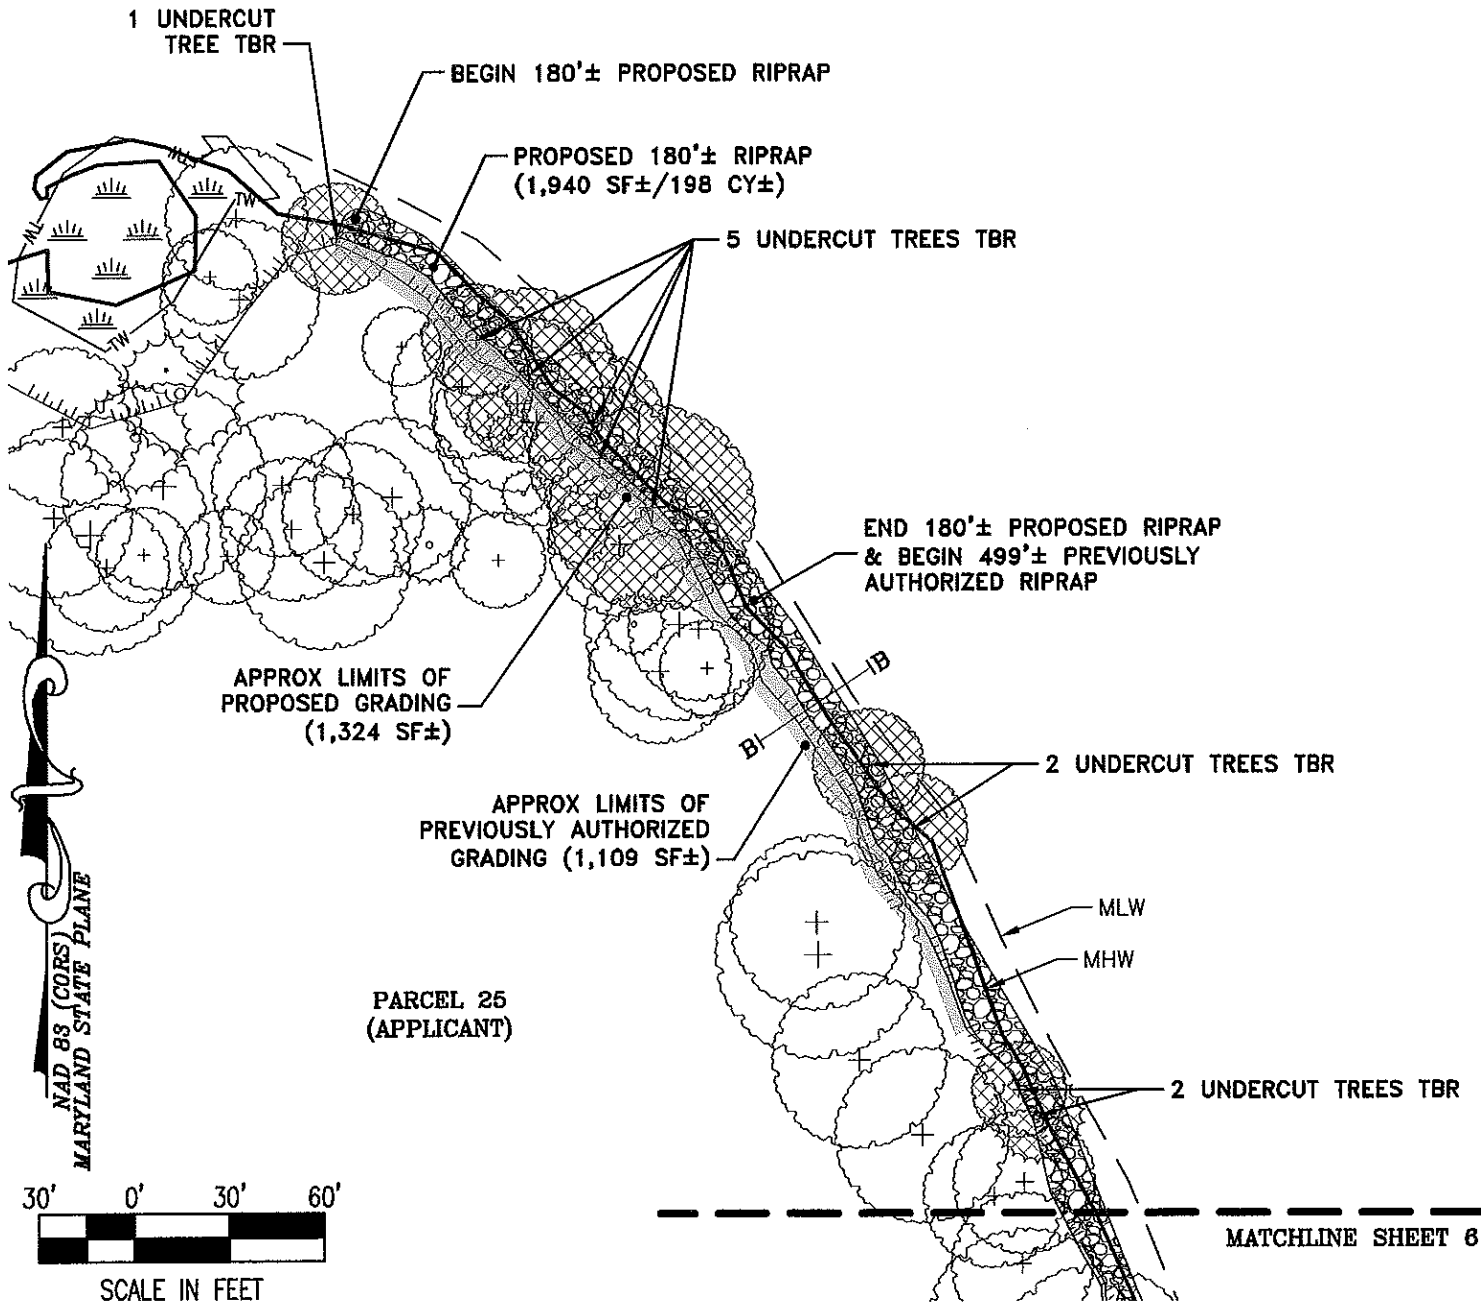 1 UNDERCUT
TREE TBR
BEGIN 180'± PROPOSED RIPRAP
PROPOSED 180'± RIPRAP
(1,940 SF±/198 CY±)
5 UNDERCUT TREES TBR
TW
TW
TW
TW
END 180'± PROPOSED RIPRAP
& BEGIN 499'± PREVIOUSLY
AUTHORIZED RIPRAP
APPROX LIMITS OF
PROPOSED GRADING
(1,324 SF±)
B
B
2 UNDERCUT TREES TBR
APPROX LIMITS OF
PREVIOUSLY AUTHORIZED
GRADING (1,109 SF±)
MLW
MHW
NAD 83 (CORS)
MARYLAND STATE PLANE
PARCEL 25
(APPLICANT)
2 UNDERCUT TREES TBR
30' 0' 30' 60'
SCALE IN FEET
MATCHLINE SHEET 6